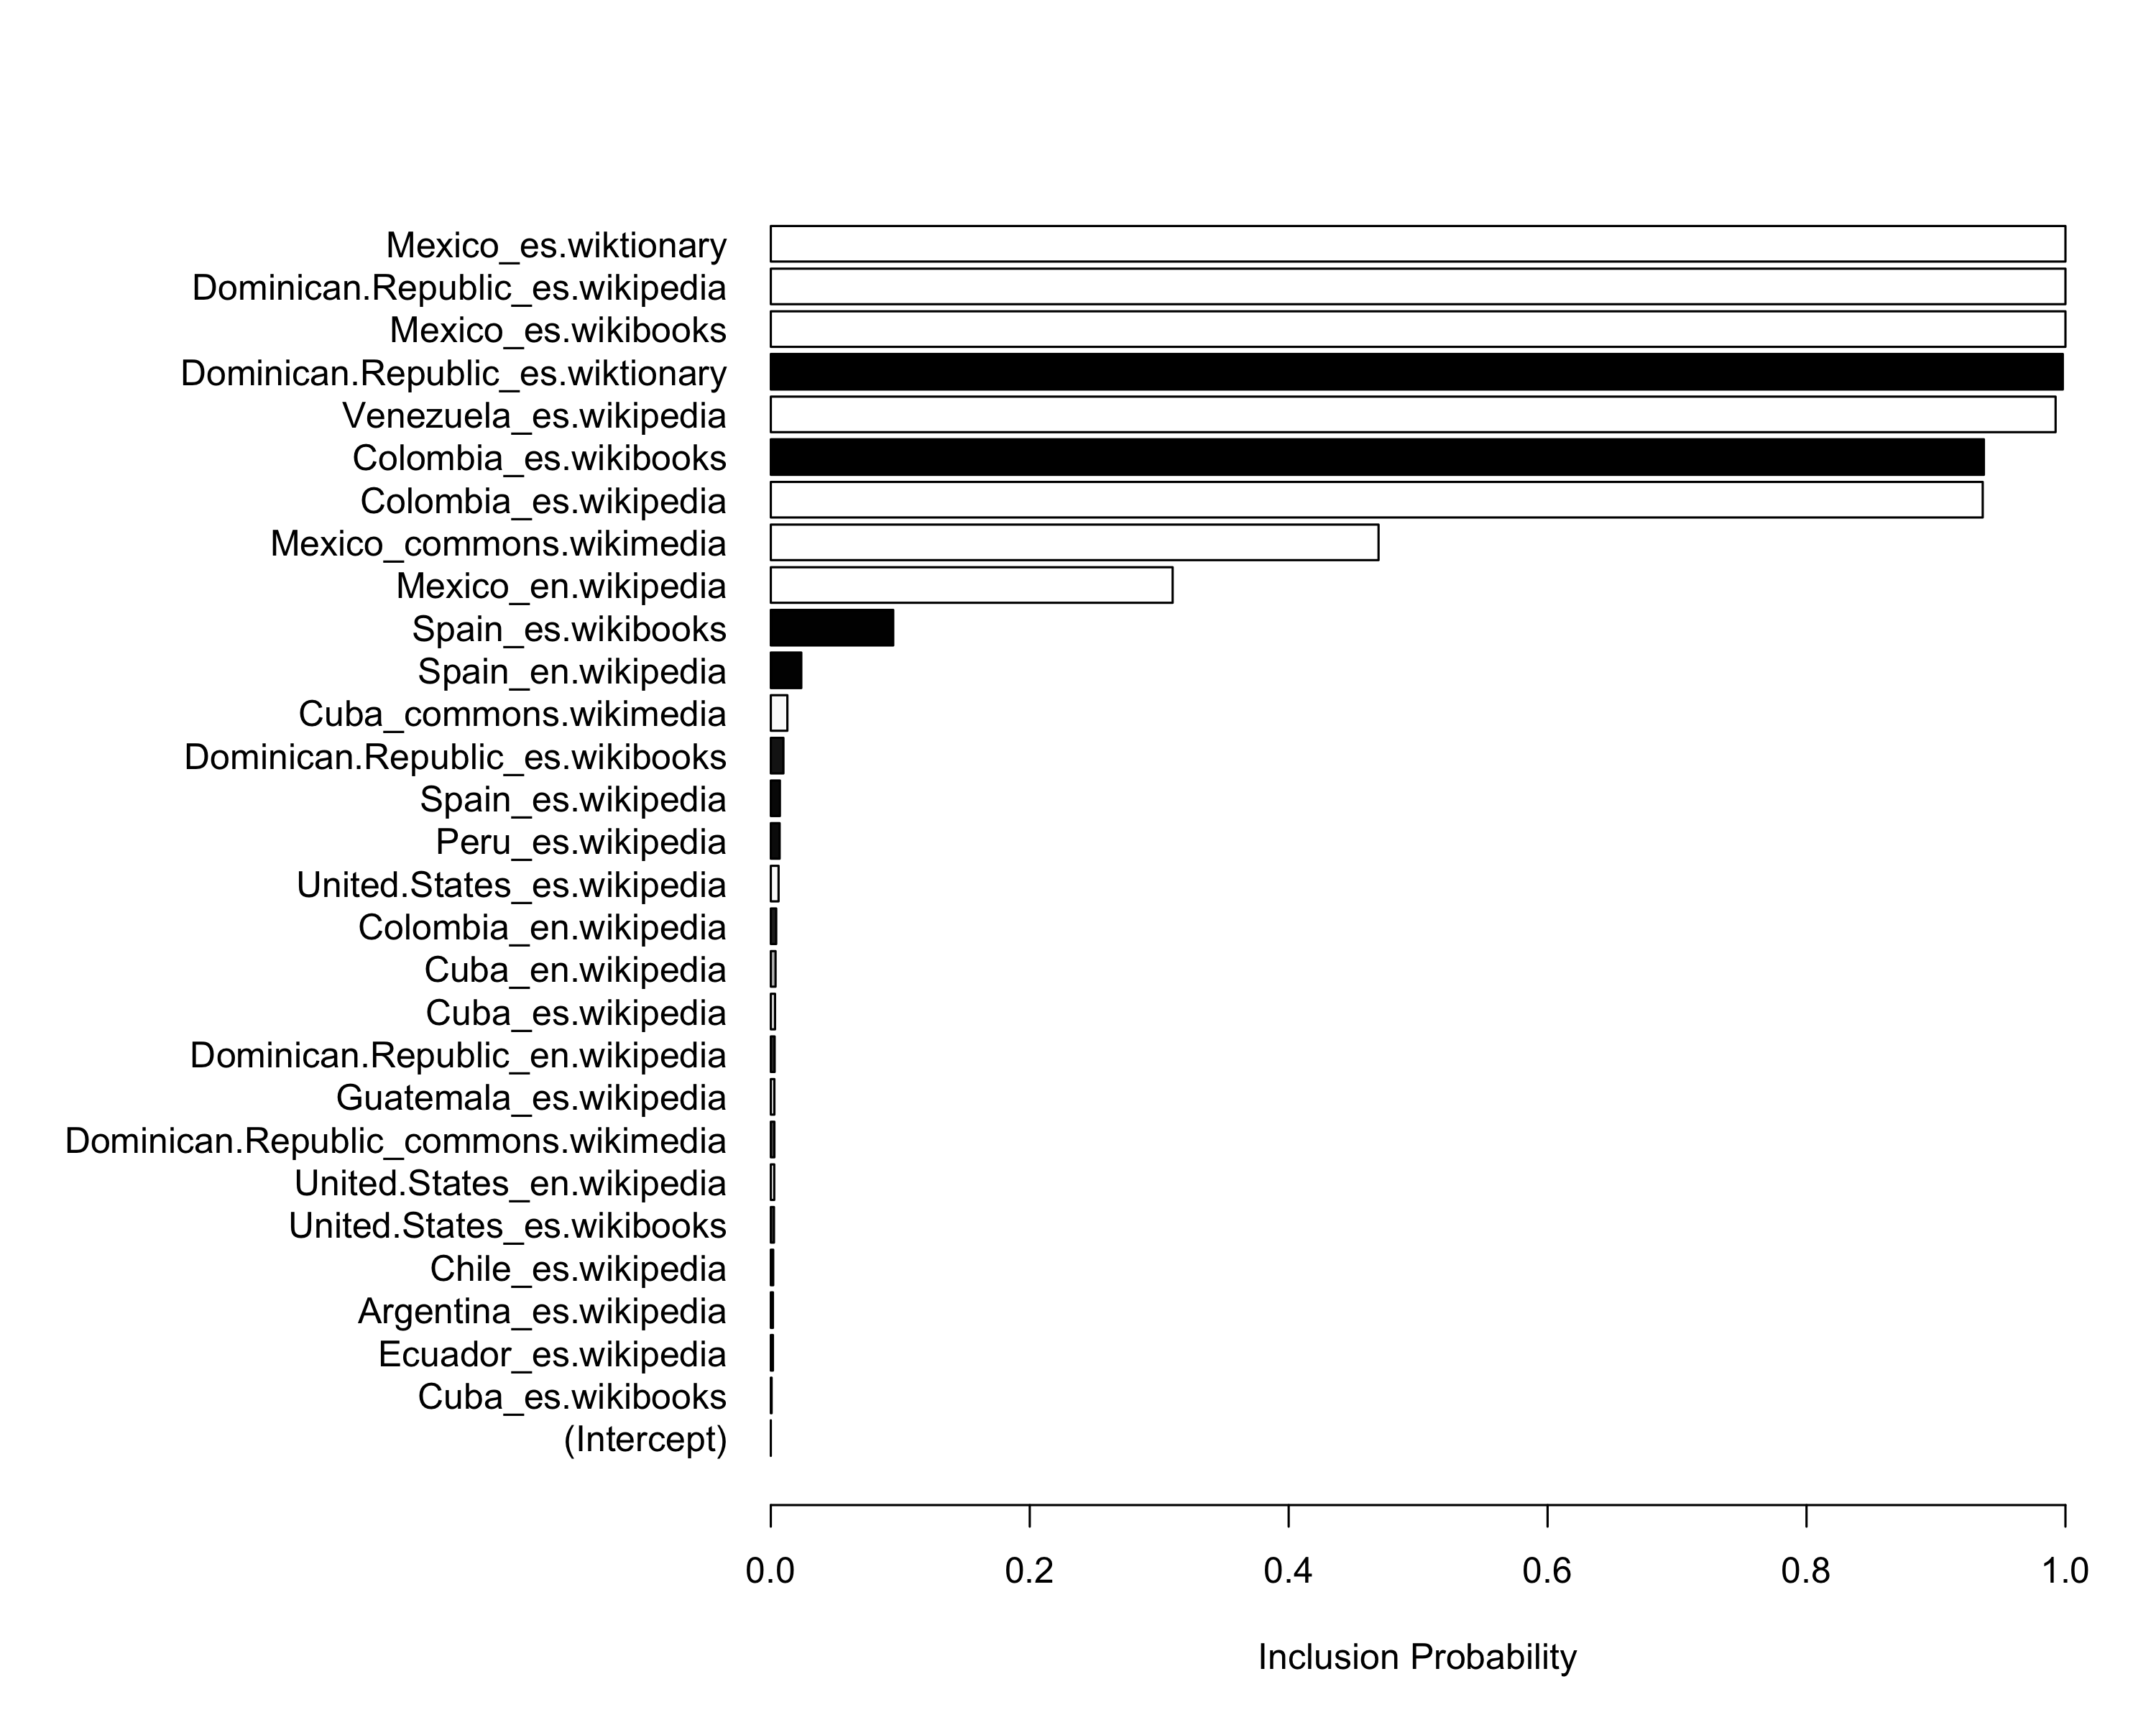 Mexico_es.wiktionary
Dominican.Republic_es.wikipedia
Mexico_es.wikibooks
Dominican.Republic_es.wiktionary
Venezuela_es.wikipedia
Colombia_es.wikibooks
Colombia_es.wikipedia
Mexico_commons.wikimedia
Mexico_en.wikipedia
Spain_es.wikibooks
Spain_en.wikipedia
Cuba_commons.wikimedia
Dominican.Republic_es.wikibooks
Spain_es.wikipedia
Peru_es.wikipedia
United.States_es.wikipedia
Colombia_en.wikipedia
Cuba_en.wikipedia
Cuba_es.wikipedia
Dominican.Republic_en.wikipedia
Guatemala_es.wikipedia
Dominican.Republic_commons.wikimedia
United.States_en.wikipedia
United.States_es.wikibooks
Chile_es.wikipedia
Argentina_es.wikipedia
Ecuador_es.wikipedia
Cuba_es.wikibooks
(Intercept)
0.0 0.2 0.4 0.6 0.8 1.0
Inclusion Probability